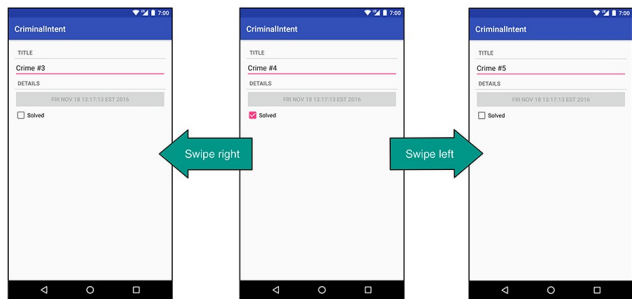 7:00
CriminalIntent
TITLE
Crime #3
DETAILS
FRI NOV 18 13:17:13 EST 2016
Solved
Swipe right
7:00
CriminalIntent
TITLE
Crime #4
DETAILS
FRI NOV 18 13:17:13 EST 2016
Solved
Swipe left
7:00
CriminalIntent
TITLE
Crime #5
DETAILS
FRI NOV 18 13:17:13 EST 2016
Solved